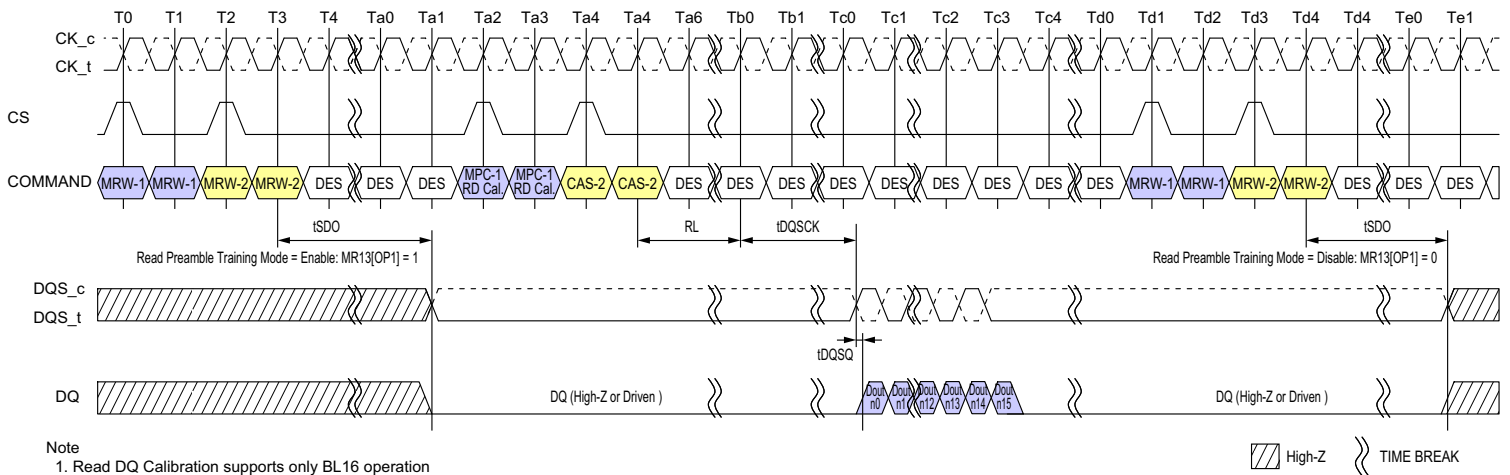 T0 T1 T2 T3 T4 Ta0 Ta1 Ta2 Ta3 Ta4 Ta4 Ta6 Tb0 Tb1 Tc0 Tc1 Tc2 Tc3 Tc4 Td0 Td1 Td2 Td3 Td4 Td4 Te0 Te1
CK_c
CK_t
CS
COMMAND MRW-1 MRW-1 MRW-2 MRW-2 DES DES DES MPC-1 RD Cal. MPC-1 RD Cal. CAS-2 CAS-2 DES DES DES DES DES DES DES DES DES MRW-1 MRW-1 MRW-2 MRW-2 DES DES DES
tSDO RL tDQSCK tSDO
Read Preamble Training Mode = Enable: MR13[OP1] = 1 Read Preamble Training Mode = Disable: MR13[OP1] = 0
DQS_c
DQS_t
tDQSQ
DQ DQ (High-Z or Driven ) Dout n0 Dout n1 Dout n12 Dout n13 Dout n14 Dout n15 DQ (High-Z or Driven )
Note
1. Read DQ Calibration supports only BL16 operation
High-Z TIME BREAK